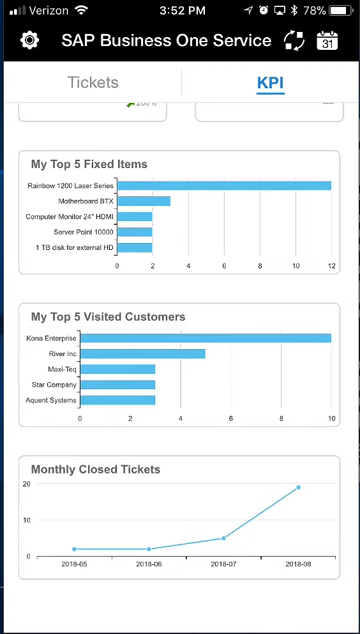 Verizon 3:52 PM 78%
SAP Business One Service 31
Tickets KPI
200%
My Top 5 Fixed Items
Rainbow 1200 Laser Series
Motherboard BTX
Computer Monitor 24" HDMI
Server Point 10000
1 TB disk for external HD
0 2 4 6 8 10 12
My Top 5 Visited Customers
Kona Enterprise
River Inc
Maxi-Teq
Star Company
Aquent Systems
0 2 4 6 8 10
Monthly Closed Tickets
20
10
0
2018-05 2018-06 2018-07 2018-08